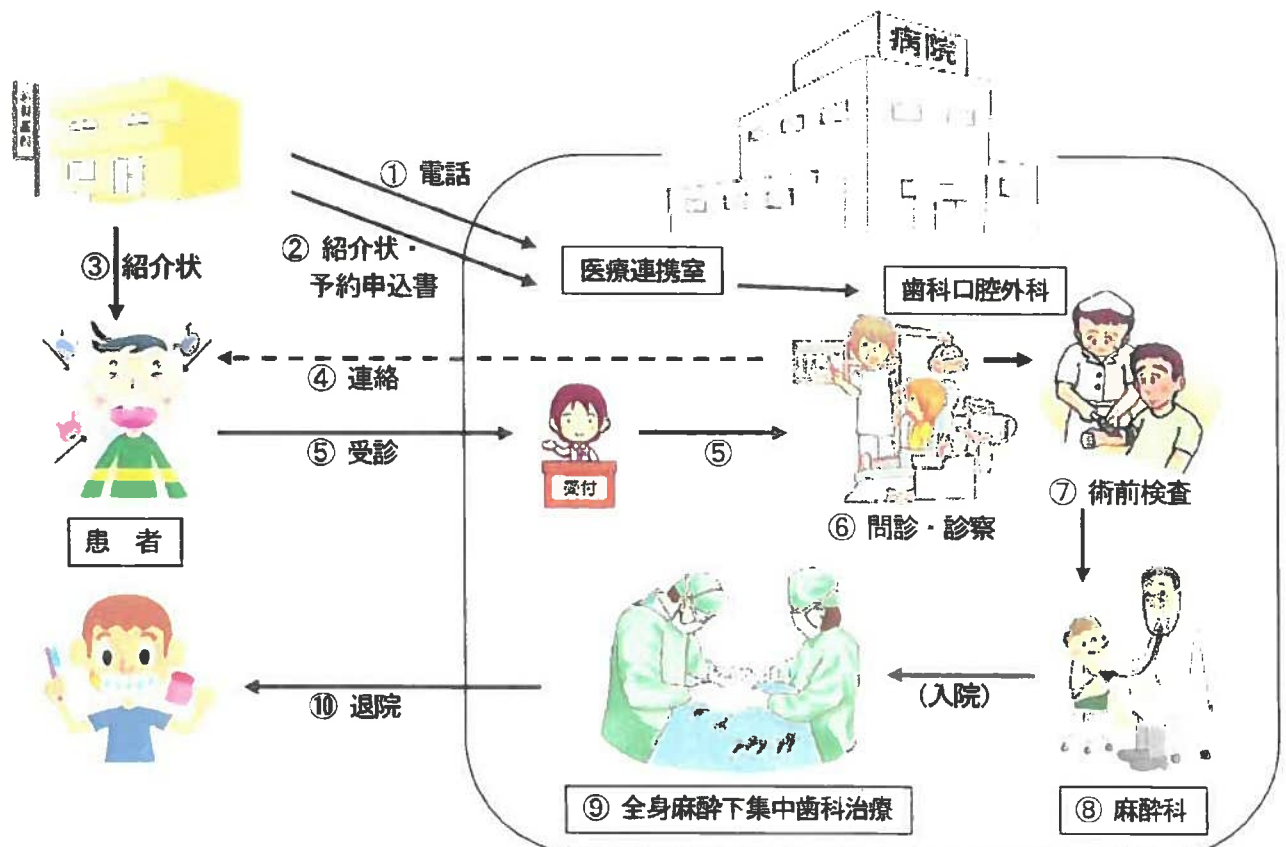 病院
① 電話
② 紹介状・
予約申込書
③ 紹介状
医療連携室
歯科口腔外科
④ 連絡
⑤ 受診
⑤
受付
⑥ 問診・診察
⑦ 術前検査
患 者
(入院)
⑩ 退院
⑨ 全身麻酔下集中歯科治療
⑧ 麻酔科